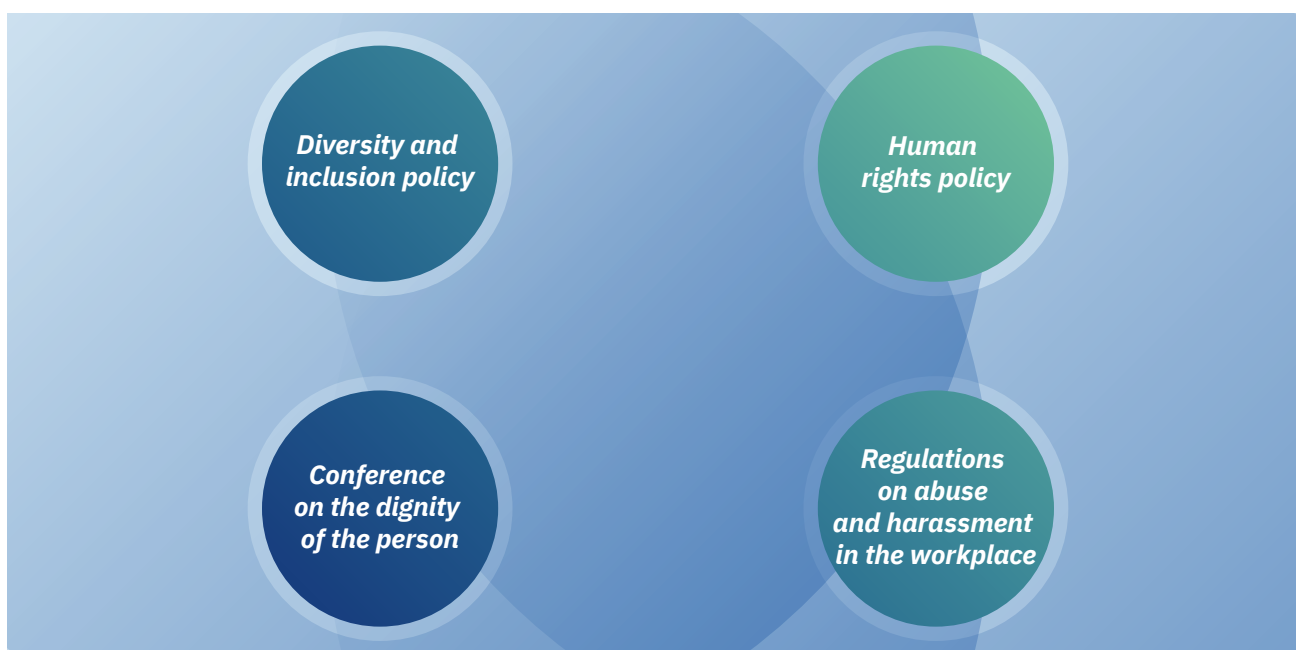 Diversity and
inclusion policy
Human
rights policy
Conference
on the dignity
of the person
Regulations
on abuse
and harassment
in the workplace